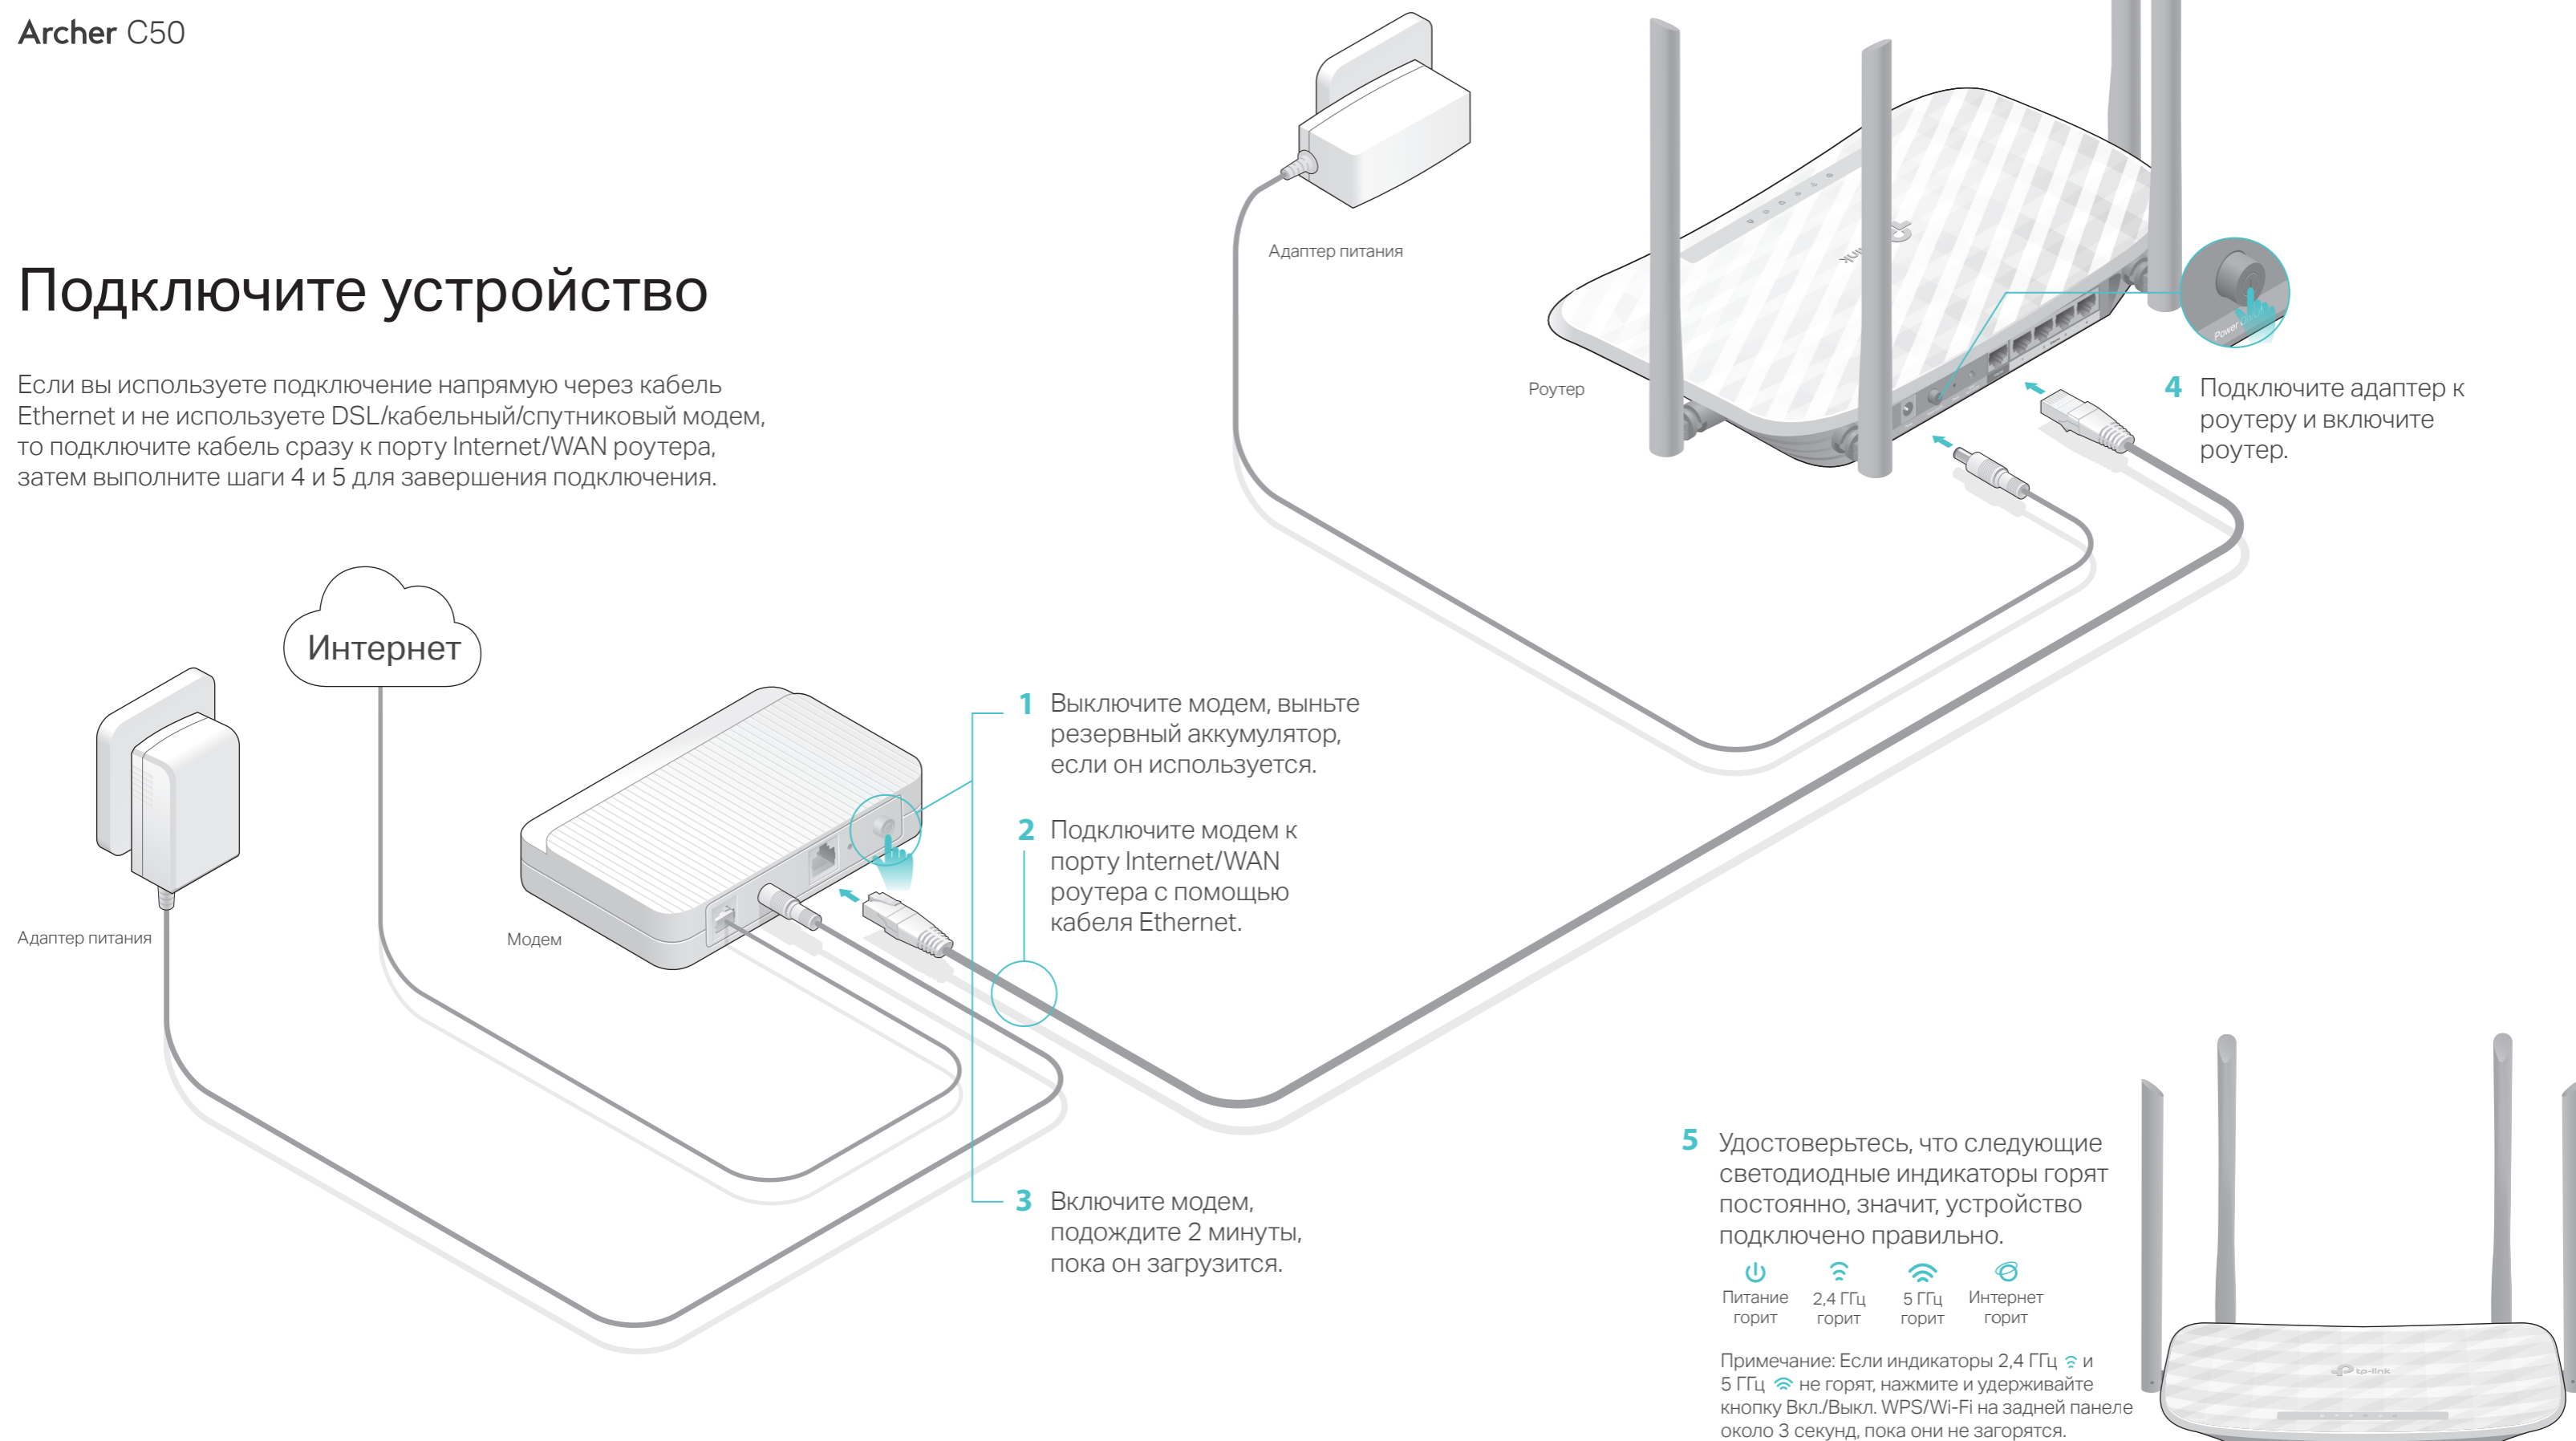 Archer C50
Подключите устройство
Если вы используете подключение напрямую через кабель
Ethernet и не используете DSL/кабельный/спутниковый модем,
то подключите кабель сразу к порту Internet/WAN роутера,
затем выполните шаги 4 и 5 для завершения подключения.
Адаптер питания
tp-link
Роутер
Power
4 Подключите адаптер к
роутеру и включите
роутер.
Интернет
Адаптер питания
Модем
1 Выключите модем, выньте
резервный аккумулятор,
если он используется.
2 Подключите модем к
порту Internet/WAN
роутера с помощью
кабеля Ethernet.
3 Включите модем,
подождите 2 минуты,
пока он загрузится.
5 Удостоверьтесь, что следующие
светодиодные индикаторы горят
постоянно, значит, устройство
подключено правильно.
Питание 2,4 ГГц 5 ГГц Интернет
горит горит горит горит
Примечание: Если индикаторы 2,4 ГГц и
5 ГГц не горят, нажмите и удерживайте
кнопку Вкл./Выкл. WPS/Wi-Fi на задней панеле
около 3 секунд, пока они не загорятся.
tp-link